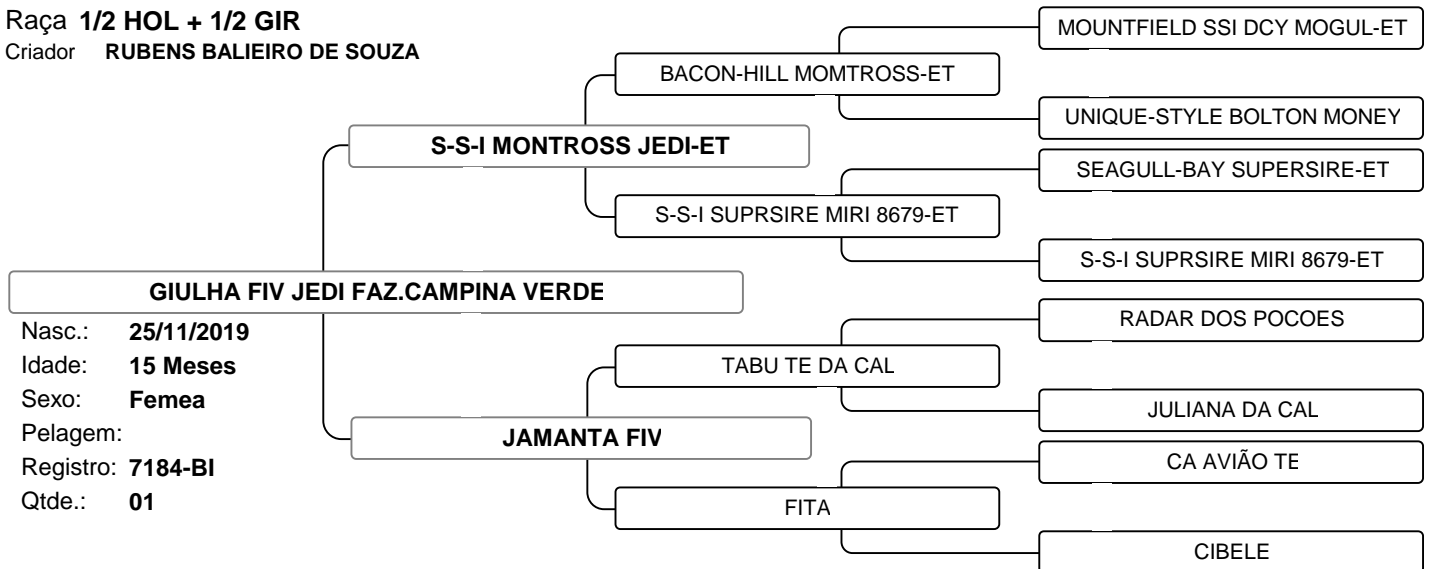 Raça 1/2 HOL + 1/2 GIR
Criador RUBENS BALIEIRO DE SOUZA
MOUNTFIELD SSI DCY MOGUL-ET
BACON-HILL MOMTROSS-ET
UNIQUE-STYLE BOLTON MONEY
S-S-I MONTROSS JEDI-ET
SEAGULL-BAY SUPERSIRE-ET
S-S-I SUPRSIRE MIRI 8679-ET
S-S-I SUPRSIRE MIRI 8679-ET
GIULHA FIV JEDI FAZ.CAMPINA VERDE
Nasc.: 25/11/2019
Idade: 15 Meses
Sexo: Femea
Pelagem:
Registro: 7184-BI
Qtde.: 01
RADAR DOS POCOES
TABU TE DA CAL
JULIANA DA CAL
JAMANTA FIV
CA AVIÃO TE
FITA
CIBELE